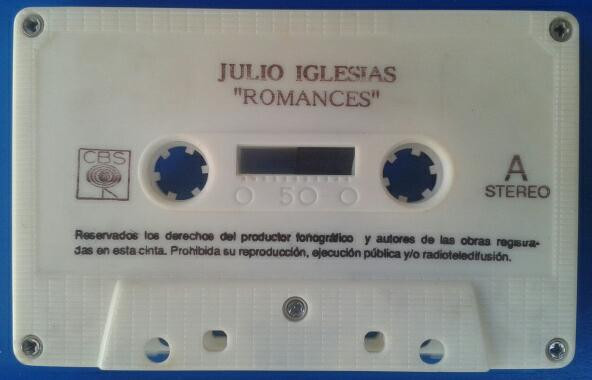 JULIO IGLESIAS
"ROMANCES"
CBS
A
STEREO
50
Reservados los derechos del productor fonográfico y autores de las obras registra-
das en esta cinta. Prohibida su reproducción, ejecución pública y/o radioteledifusión.